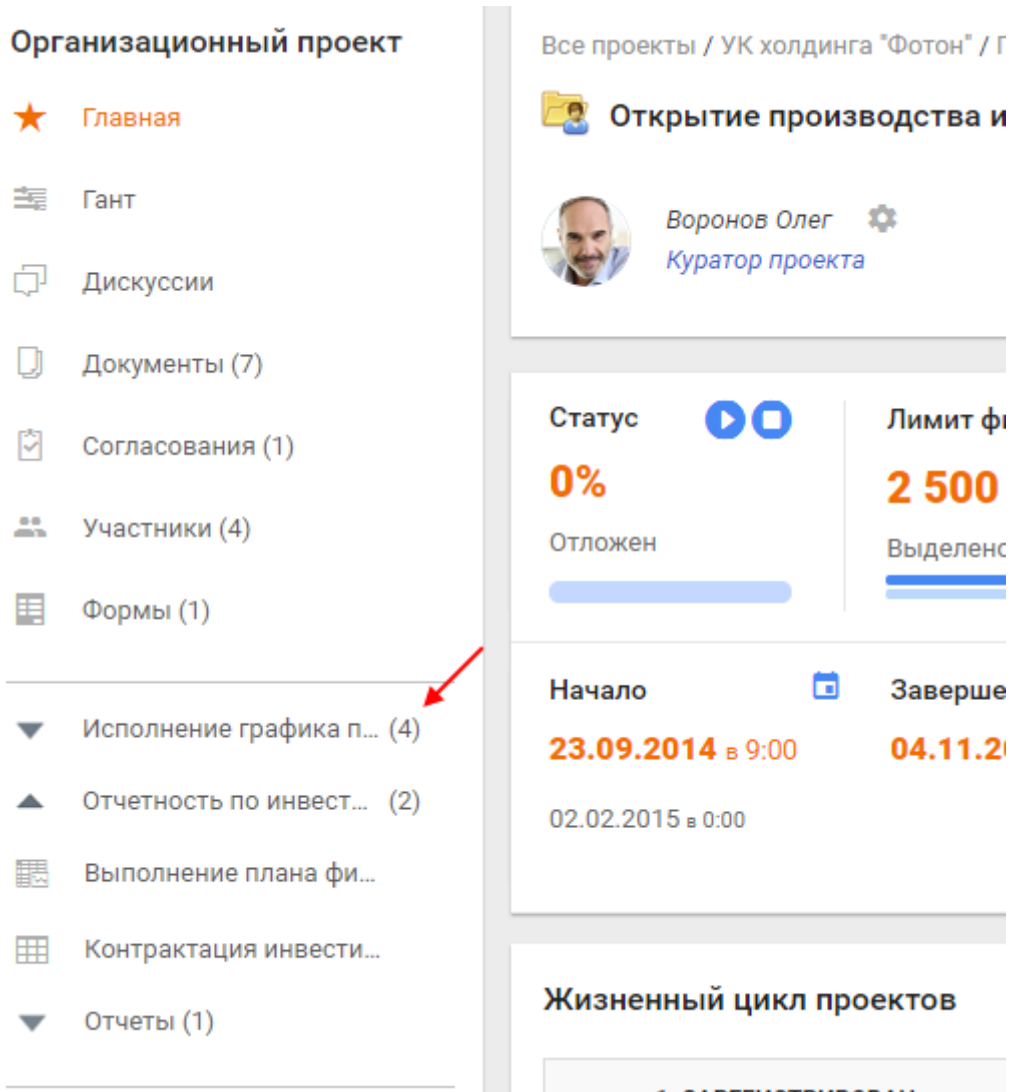 Организационный проект
Главная
Гант
Дискуссии
Документы (7)
Согласования (1)
Участники (4)
Формы (1)
Исполнение графика п... (4)
Отчетность по инвест... (2)
Выполнение плана фи...
Контрактация инвести...
Отчеты (1)
Все проекты / УК холдинга "Фотон" /
Открытие производства и
Воронов Олег
Куратор проекта
Статус
0%
Отложен
Лимит
2 500
Выделено
Начало
23.09.2014 в 9:00
02.02.2015 в 0:00
Заверше
04.11.2
Жизненный цикл проектов